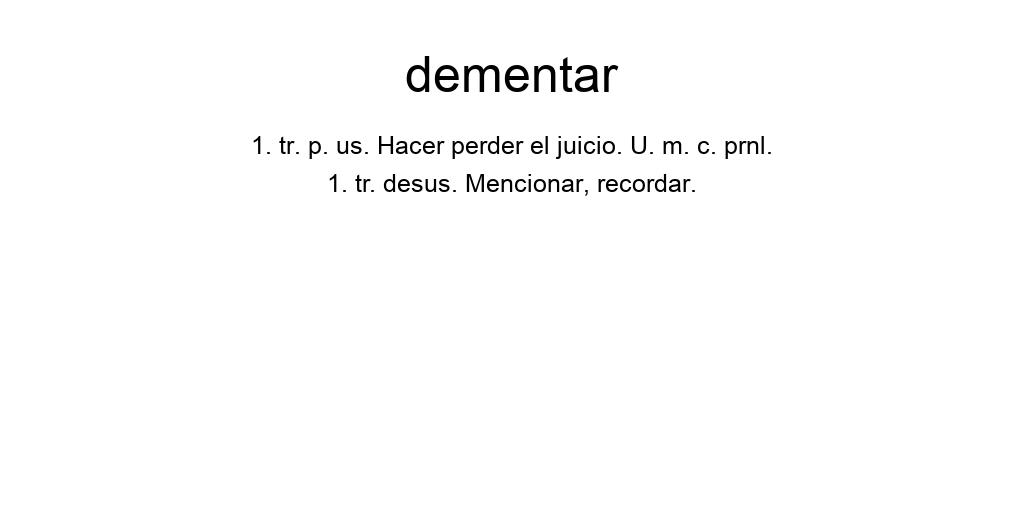 dementar
1. tr. p. us. Hacer perder el juicio. U. m. c. prnl.
1. tr. desus. Mencionar, recordar.